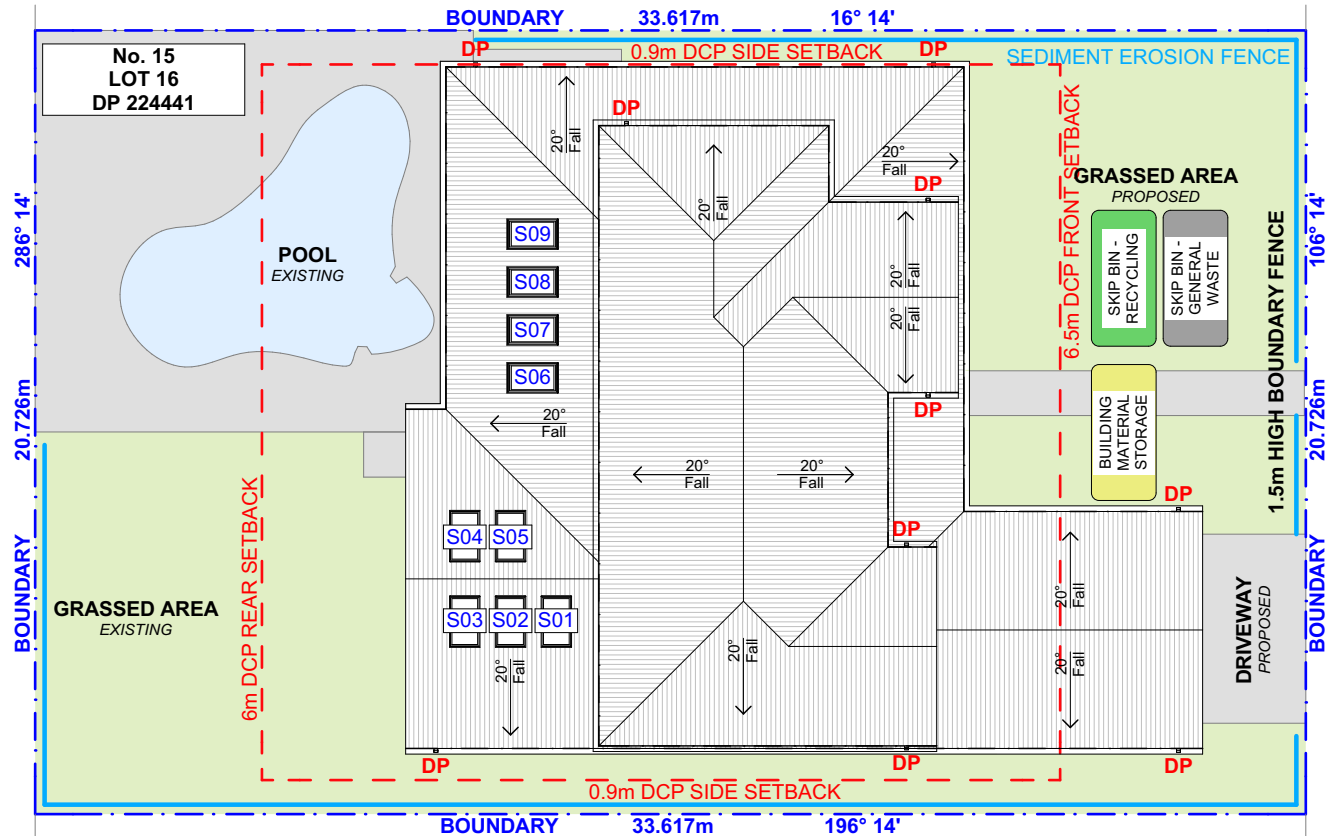 BOUNDARY 33.617m 16° 14'
DP
0.9m DCP SIDE SETBACK
DP
SEDIMENT EROSION FENCE
No. 15
LOT 16
DP 224441
DP
20°
Fall
20°
Fall
20°
Fall
DP
6.5m DCP FRONT SETBACK
GRASSED AREA
PROPOSED
286° 14'
106° 14'
POOL
EXISTING
S09
S08
S07
S06
20°
Fall
20°
Fall
SKIP BIN -
RECYCLING
SKIP BIN -
GENERAL
WASTE
1.5m HIGH BOUNDARY FENCE
20.726m
20.726m
DP
20°
Fall
BUILDING
MATERIAL
STORAGE
20°
Fall
20°
Fall
DP
DP
S04
S05
BOUNDARY
BOUNDARY
6m DCP REAR SETBACK
GRASSED AREA
EXISTING
S03
S02
S01
20°
Fall
20°
Fall
20°
Fall
20°
Fall
DRIVEWAY
PROPOSED
DP
DP
DP
0.9m DCP SIDE SETBACK
BOUNDARY 33.617m 196° 14'